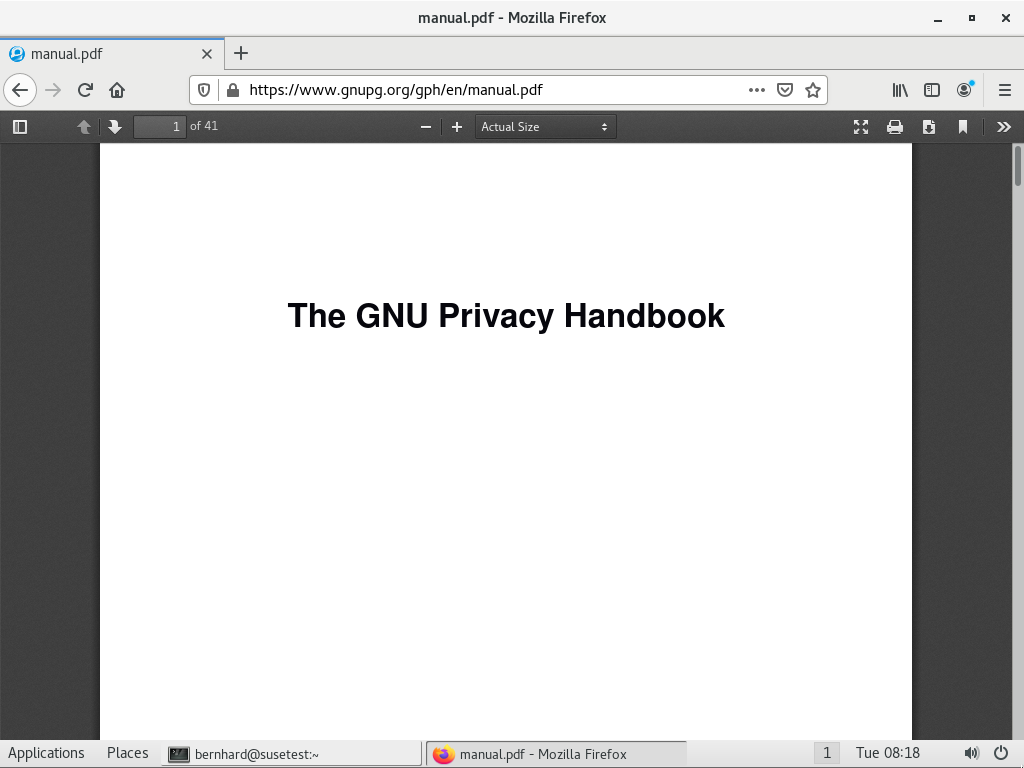 manual.pdf - Mozilla Firefox
manual.pdf
https://www.gnupg.org/gph/en/manual.pdf
1 of 41
Actual Size
The GNU Privacy Handbook
Applications Places bernhard@susetest:~ manual.pdf - Mozilla Firefox 1 Tue 08:18